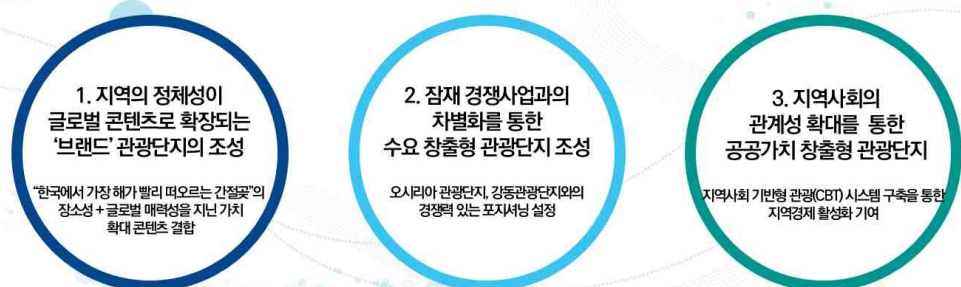 1. 지역의 정체성이
글로벌 콘텐츠로 확장되는
‘브랜드’ 관광단지의 조성
“한국에서 가장 해가 빨리 떠오르는 간절곶”의
장소성 + 글로벌 매력성을 지닌 가치
확대 콘텐츠 결합
2. 잠재 경쟁사업과의
차별화를 통한
수요 창출형 관광단지 조성
오시리아 관광단지, 강동관광단지와의
경쟁력 있는 포지셔닝 설정
3. 지역사회의
관계성 확대를 통한
공공가치 창출형 관광단지
지역사회 기반형 관광(CBT) 시스템 구축을 통한
지역경제 활성화 기여